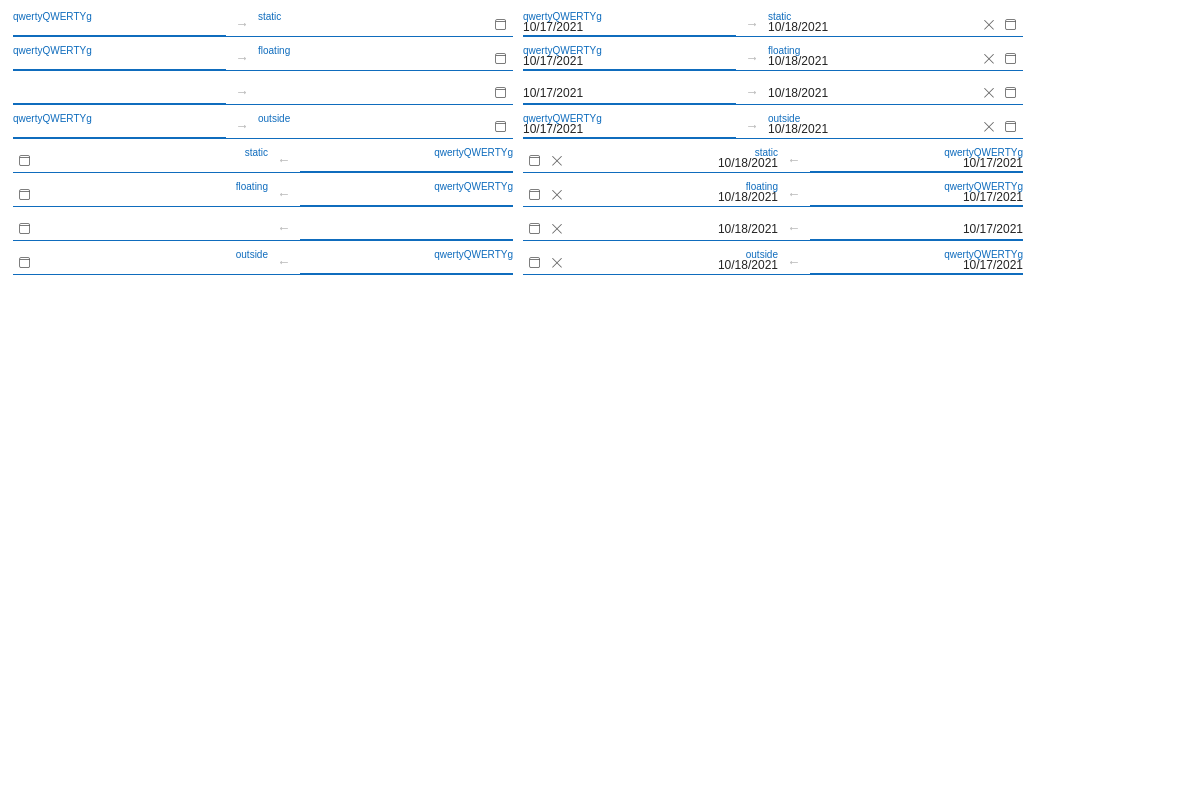 qwertyQWERTYg → static qwertyQWERTYg → static
10/17/2021 10/18/2021
qwertyQWERTYg → floating qwertyQWERTYg → floating
10/17/2021 10/18/2021
→ 10/17/2021 → 10/18/2021
qwertyQWERTYg → outside qwertyQWERTYg → outside
10/17/2021 10/18/2021
static ← qwertyQWERTYg static ← qwertyQWERTYg
10/18/2021 10/17/2021
floating ← qwertyQWERTYg floating ← qwertyQWERTYg
10/18/2021 10/17/2021
← 10/18/2021 ← 10/17/2021
outside ← qwertyQWERTYg outside ← qwertyQWERTYg
10/18/2021 10/17/2021